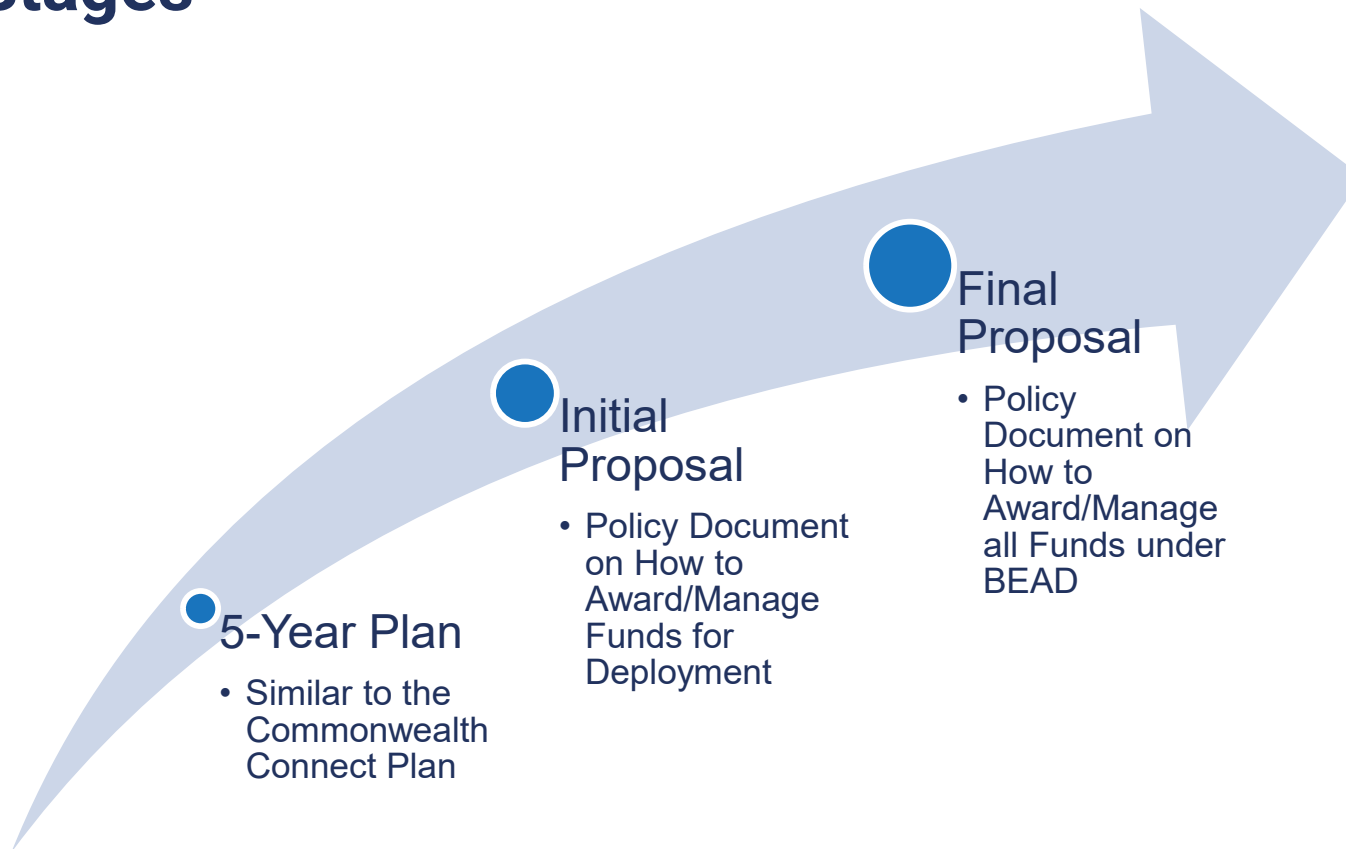 5-Year Plan
• Similar to the
Commonwealth
Connect Plan
Initial
Proposal
• Policy Document
on How to
Award/Manage
Funds for
Deployment
Final
Proposal
• Policy
Document on
How to
Award/Manage
all Funds under
BEAD